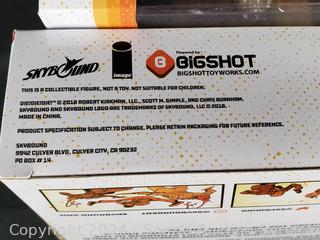 SKYBOUND
image
Powered by:
BIGSHOT
BIGSHOTTOYWORKS.COM
THIS IS A COLLECTIBLE FIGURE, NOT A TOY. NOT SUITABLE FOR CHILDREN.
DIE!DIE!DIE!™ © 2018 ROBERT KIRKMAN, LLC., SCOTT M. GIMPLE, AND CHRIS BURNHAM.
SKYBOUND AND SKYBOUND LOGO ARE TRADEMARKS OF SKYBOUND, LLC © 2018.
MADE IN CHINA.
PRODUCT SPECIFICATION SUBJECT TO CHANGE. PLEASE RETAIN PACKAGING FOR FUTURE REFERENCE.
SKYBOUND
9942 CULVER BLVD, CULVER CITY, CA 90232
PO BOX # 14